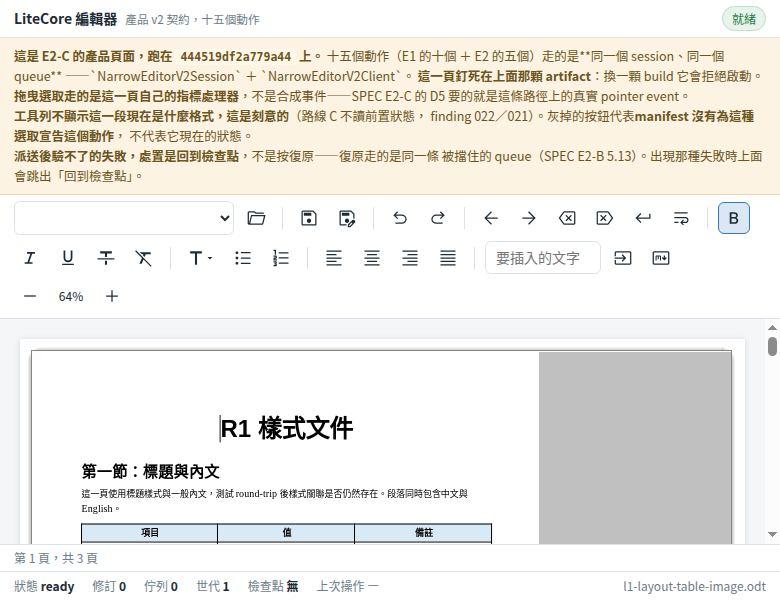 LiteCore 編輯器 產品 v2 契約，十五個動作 就緒
這是 E2-C 的產品頁面，跑在 444519df2a779a44 上。 十五個動作（E1 的十個 ＋ E2 的五個）走的是**同一個 session、同一個
queue** ——`NarrowEditorV2Session` ＋ `NarrowEditorV2Client`。 這一頁釘死在上面那顆 artifact：換一顆 build 它會拒絕啟動。
拖曳選取走的是這一頁自己的指標處理器，不是合成事件——SPEC E2-C 的 D5 要的就是這條路徑上的真實 pointer event。
工具列不顯示這一段現在是什麼格式，這是刻意的（路線 C 不讀前置狀態， finding 022／021）。灰掉的按鈕代表manifest 沒有為這種
選取宣告這個動作， 不代表它現在的狀態。
派送後驗不了的失敗，處置是回到檢查點，不是按復原——復原走的是同一條 被擋住的 queue（SPEC E2-B 5.13）。出現那種失敗時上面
會跳出「回到檢查點」。
B
I U T T T 要插入的文字
64%
R1 樣式文件
第一節：標題與內文
這一頁使用標題樣式與一般內文，測試 round-trip 後樣式關聯是否仍然存在。段落同時包含中文與
English。
項目 值 備註
第 1 頁，共 3 頁
狀態 ready 修訂 0 佇列 0 世代 1 檢查點 無 上次操作 — l1-layout-table-image.odt